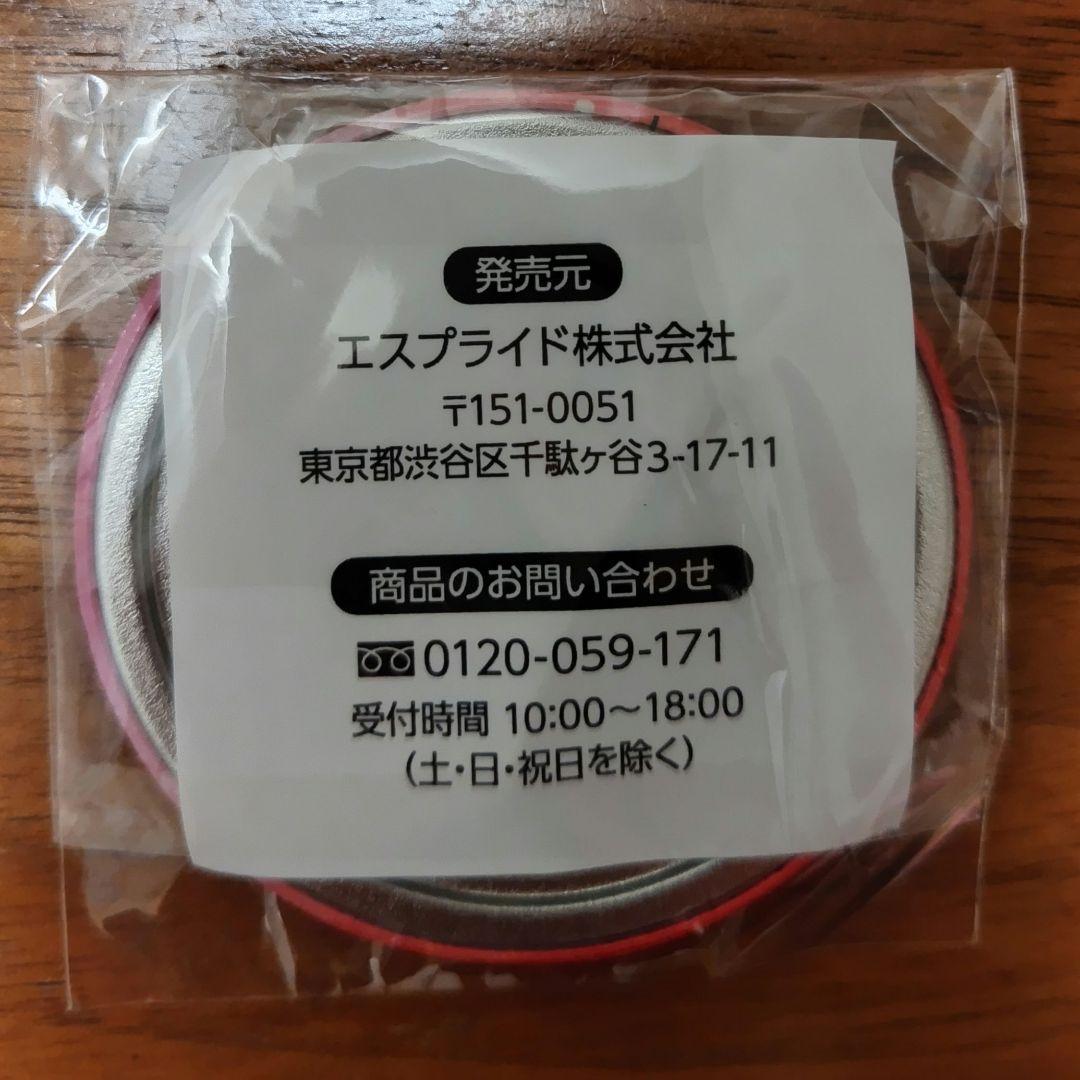 発売元
エスプライド株式会社
〒151-0051
東京都渋谷区千駄ヶ谷3-17-11
商品のお問い合わせ
0120-059-171
受付時間 10:00～18:00
(土・日・祝日を除く)